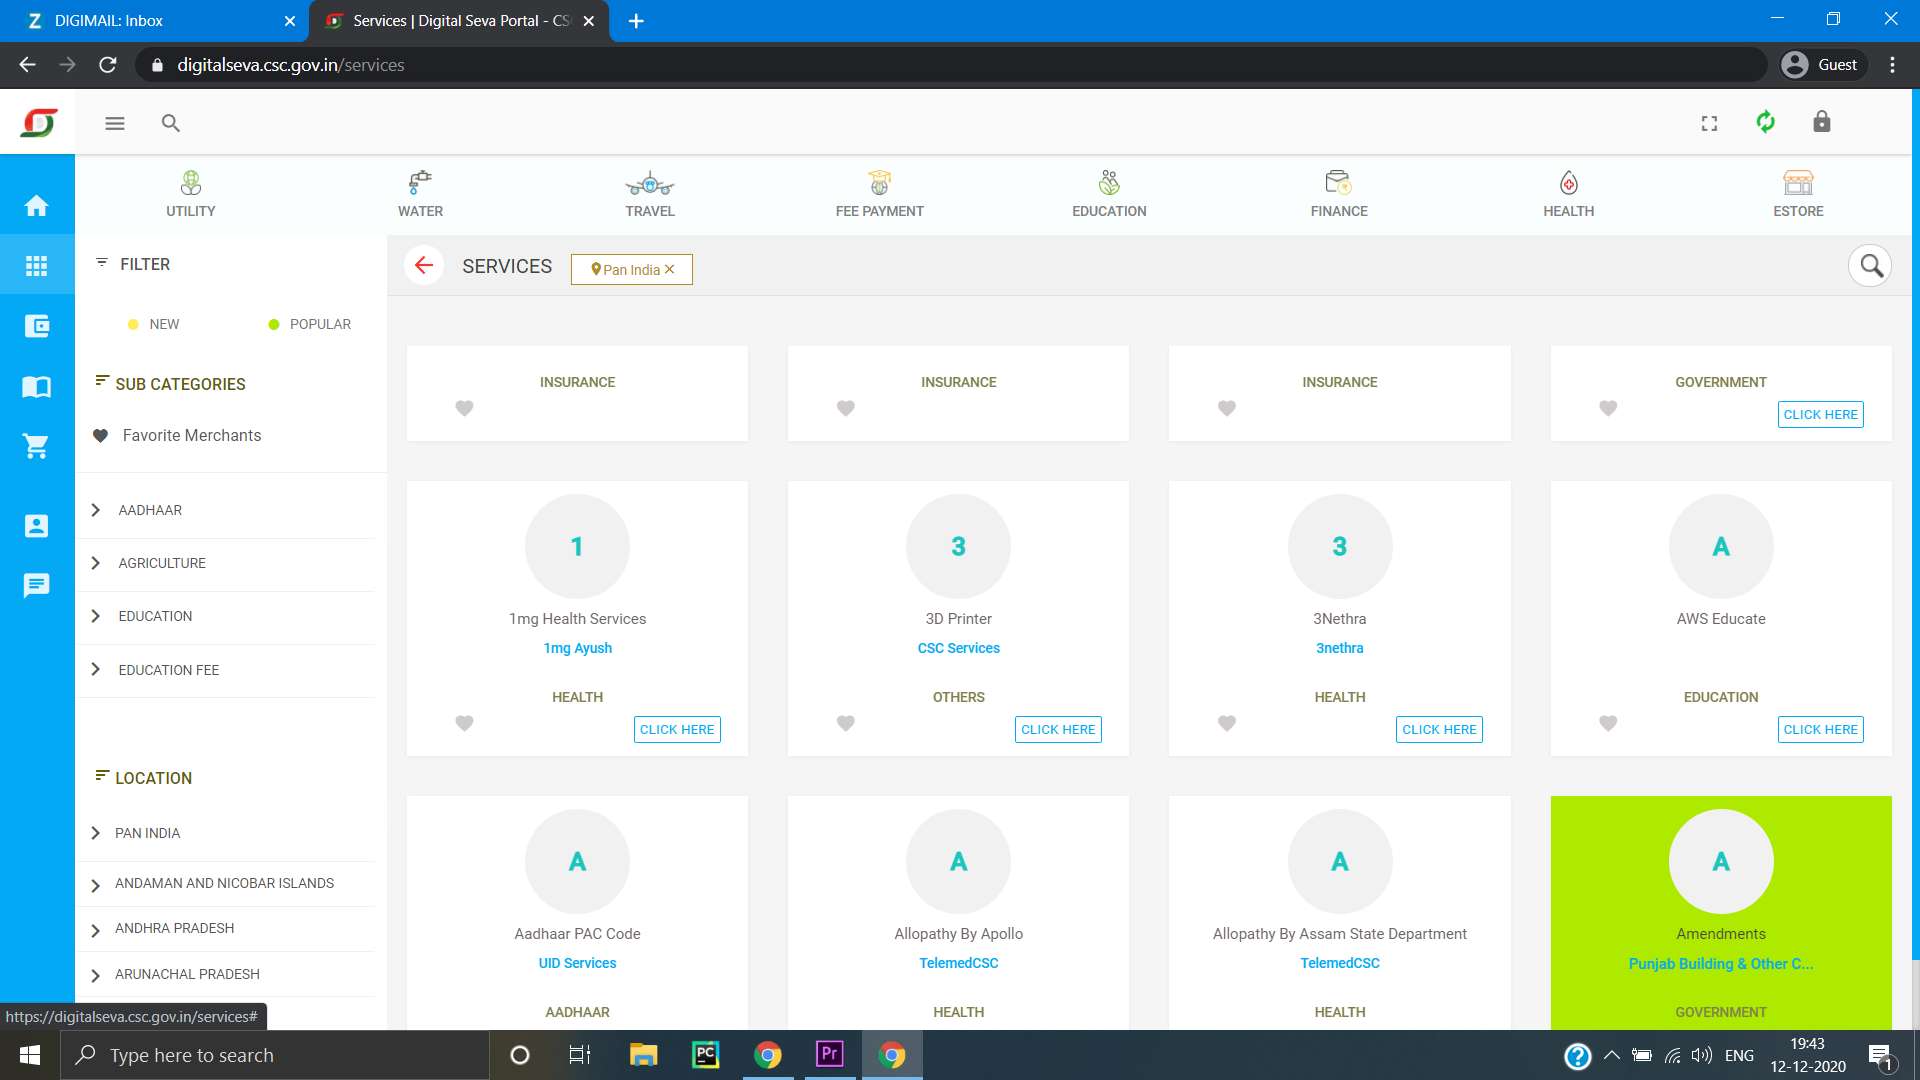 DIGIMAIL: Inbox
Services | Digital Seva Portal - CS
digitalseva.csc.gov.in/services
Guest
UTILITY
WATER
TRAVEL
FEE PAYMENT
EDUCATION
FINANCE
HEALTH
ESTORE
FILTER
SERVICES
Pan India
NEW
POPULAR
SUB CATEGORIES
Favorite Merchants
AADHAAR
AGRICULTURE
EDUCATION
EDUCATION FEE
LOCATION
PAN INDIA
ANDAMAN AND NICOBAR ISLANDS
ANDHRA PRADESH
ARUNACHAL PRADESH
INSURANCE
INSURANCE
INSURANCE
GOVERNMENT
CLICK HERE
1
1mg Health Services
1mg Ayush
HEALTH
CLICK HERE
3
3D Printer
CSC Services
OTHERS
CLICK HERE
3
3Nethra
3nethra
HEALTH
CLICK HERE
A
AWS Educate
EDUCATION
CLICK HERE
A
Aadhaar PAC Code
UID Services
AADHAAR
A
Allopathy By Apollo
TelemedCSC
HEALTH
A
Allopathy By Assam State Department
TelemedCSC
HEALTH
A
Amendments
Punjab Building & Other C...
GOVERNMENT
https://digitalseva.csc.gov.in/services#
Type here to search
PC
Pr
ENG
19:43
12-12-2020
1